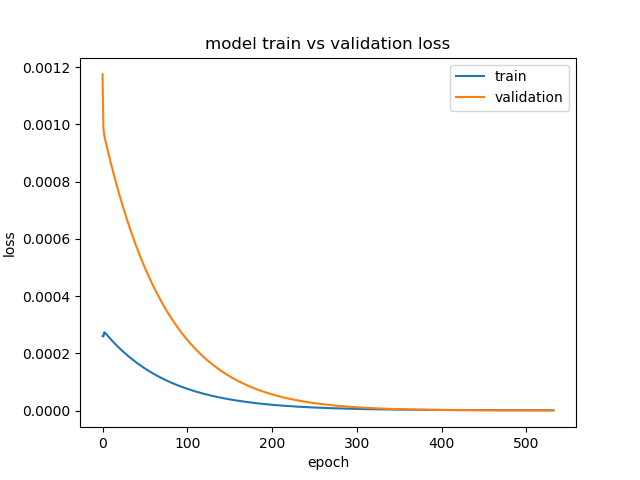 model train vs validation loss
train
validation
0.0012
0.0010
0.0008
0.0006
0.0004
0.0002
0.0000
loss
0 100 200 300 400 500
epoch